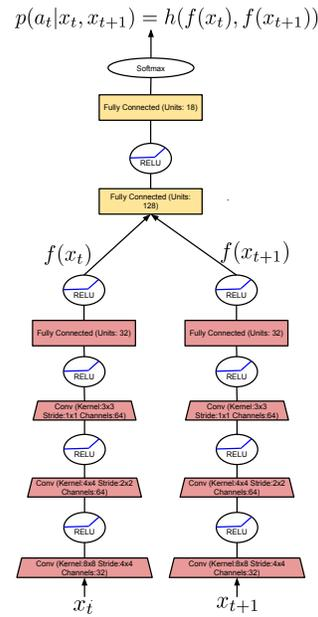 p(a_t|x_t, x_{t+1}) = h(f(x_t), f(x_{t+1}))
Softmax
Fully Connected (Units: 18)
RELU
Fully Connected (Units:
128)
f(x_t)
f(x_{t+1})
RELU
RELU
Fully Connected (Units: 32)
Fully Connected (Units: 32)
RELU
RELU
Conv (Kernel:3x3
Stride:1x1 Channels:64)
Conv (Kernel:3x3
Stride:1x1 Channels:64)
RELU
RELU
Conv (Kernel:4x4 Stride:2x2
Channels:64)
Conv (Kernel:4x4 Stride:2x2
Channels:64)
RELU
RELU
Conv (Kernel:8x8 Stride:4x4
Channels:32)
Conv (Kernel:8x8 Stride:4x4
Channels:32)
x_t
x_{t+1}